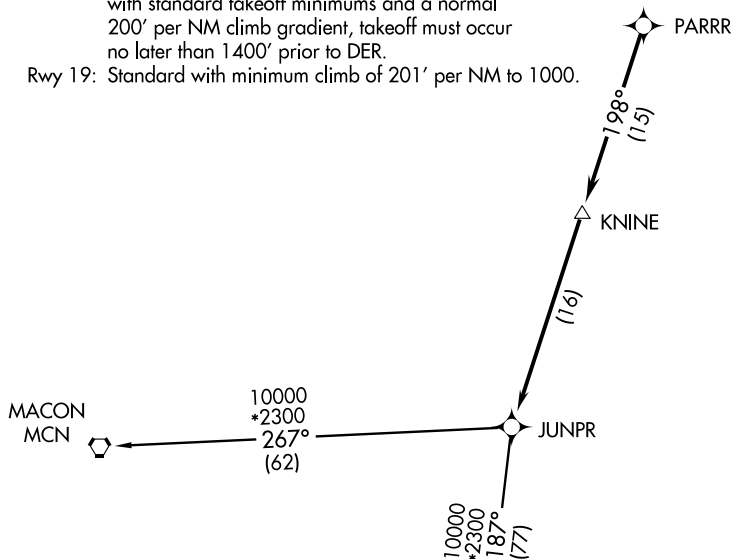 with standard takeoff minimums and a normal
200' per NM climb gradient, takeoff must occur
no later than 1400' prior to DER.
Rwy 19: Standard with minimum climb of 201' per NM to 1000.
PARRR
198°
(15)
KNINE
(16)
10000
*2300
267°
(62)
MACON
MCN
JUNPR
10000
*2300
187°
(77)